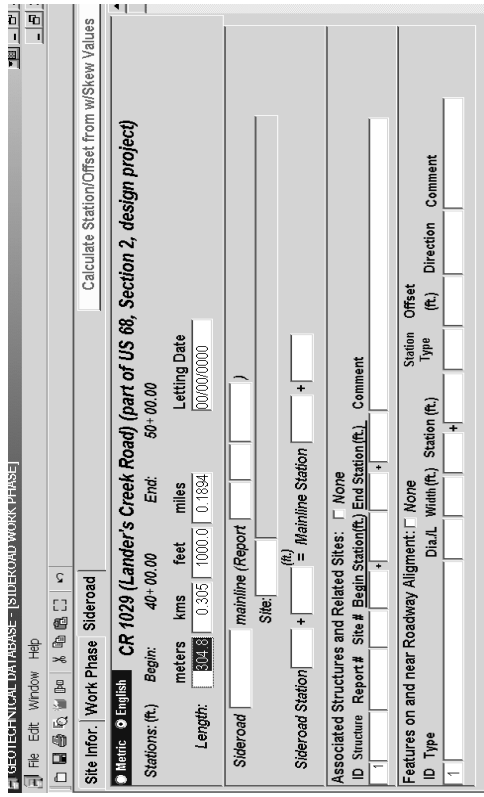 GEOTECHNICAL DATABASE - [SIDEROAD WORK PHASE]
File Edit Window Help
Site Infor. Work Phase Sideroad
Calculate Station/Offset from w/Skew Values
Metric English CR 1029 (Lander's Creek Road) (part of US 68, Section 2, design project)
Stations: (ft.) Begin: 40+ 00.00 End: 50+ 00.00
meters kms feet miles Letting Date
Length: 304.8 0.305 1000.0 0.1894 00/00/0000
Sideroad mainline (Report )
Site:
(ft.)
Sideroad Station + = Mainline Station +
Associated Structures and Related Sites: None
ID Structure Report # Site # Begin Station(ft.) End Station (ft.) Comment
1 + +
Features on and near Roadway Aligment: None
ID Type Dia./L Width (ft.) Station (ft.) Station Type Offset (ft.) Direction Comment
1 +